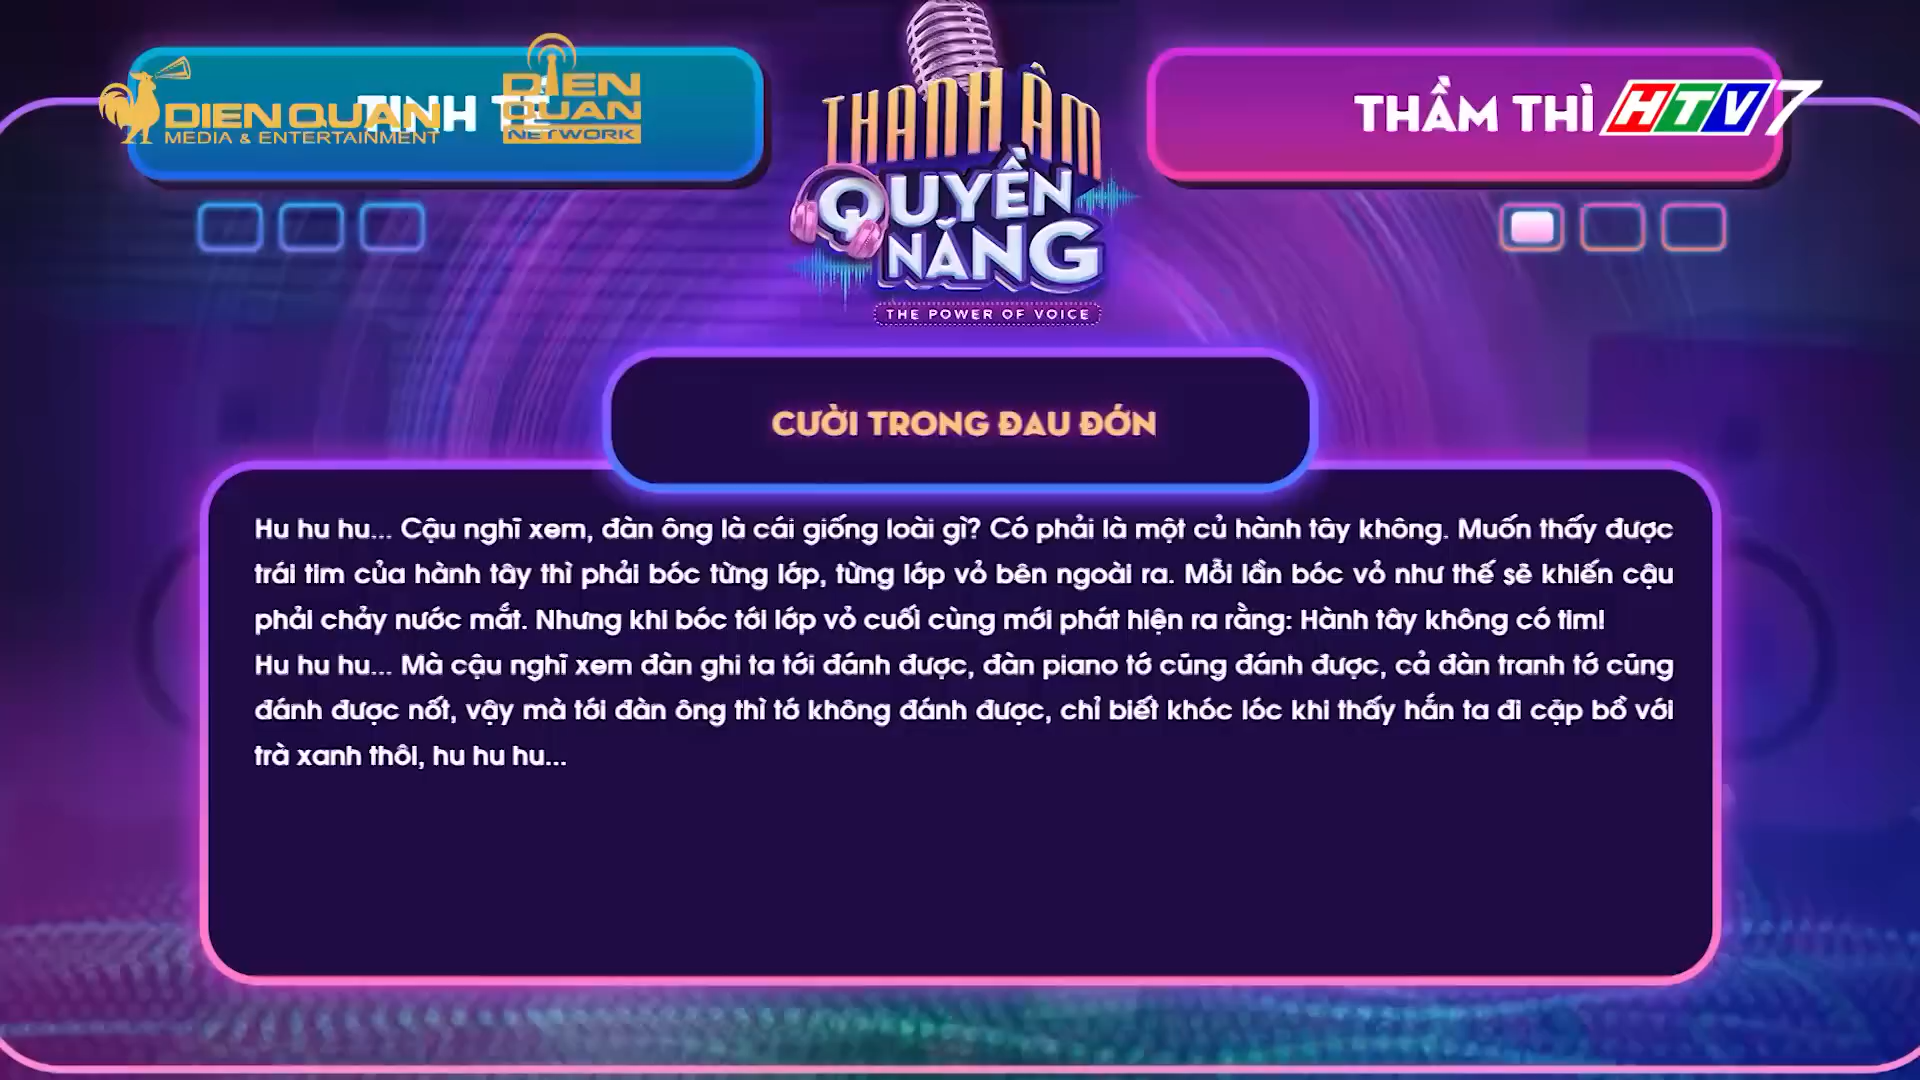 DIEN QUAN
MEDIA & ENTERTAINMENT
DIEN
QUAN
NETWORK
TINH TẾ
THANH ÂM
QUYỀN
NĂNG
THE POWER OF VOICE
THẦM THÌ
HTV7
CƯỜI TRONG ĐAU ĐỚN
Hu hu hu... Cậu nghĩ xem, đàn ông là cái giống loài gì? Có phải là một củ hành tây không. Muốn thấy được
trái tim của hành tây thì phải bóc từng lớp, từng lớp vỏ bên ngoài ra. Mỗi lần bóc vỏ như thế sẽ khiến cậu
phải chảy nước mắt. Nhưng khi bóc tới lớp vỏ cuối cùng mới phát hiện ra rằng: Hành tây không có tim!
Hu hu hu... Mà cậu nghĩ xem đàn ghi ta tới đánh được, đàn piano tớ cũng đánh được, cả đàn tranh tớ cũng
đánh được nốt, vậy mà tới đàn ông thì tớ không đánh được, chỉ biết khóc lóc khi thấy hắn ta đi cặp bồ với
trà xanh thôi, hu hu hu...